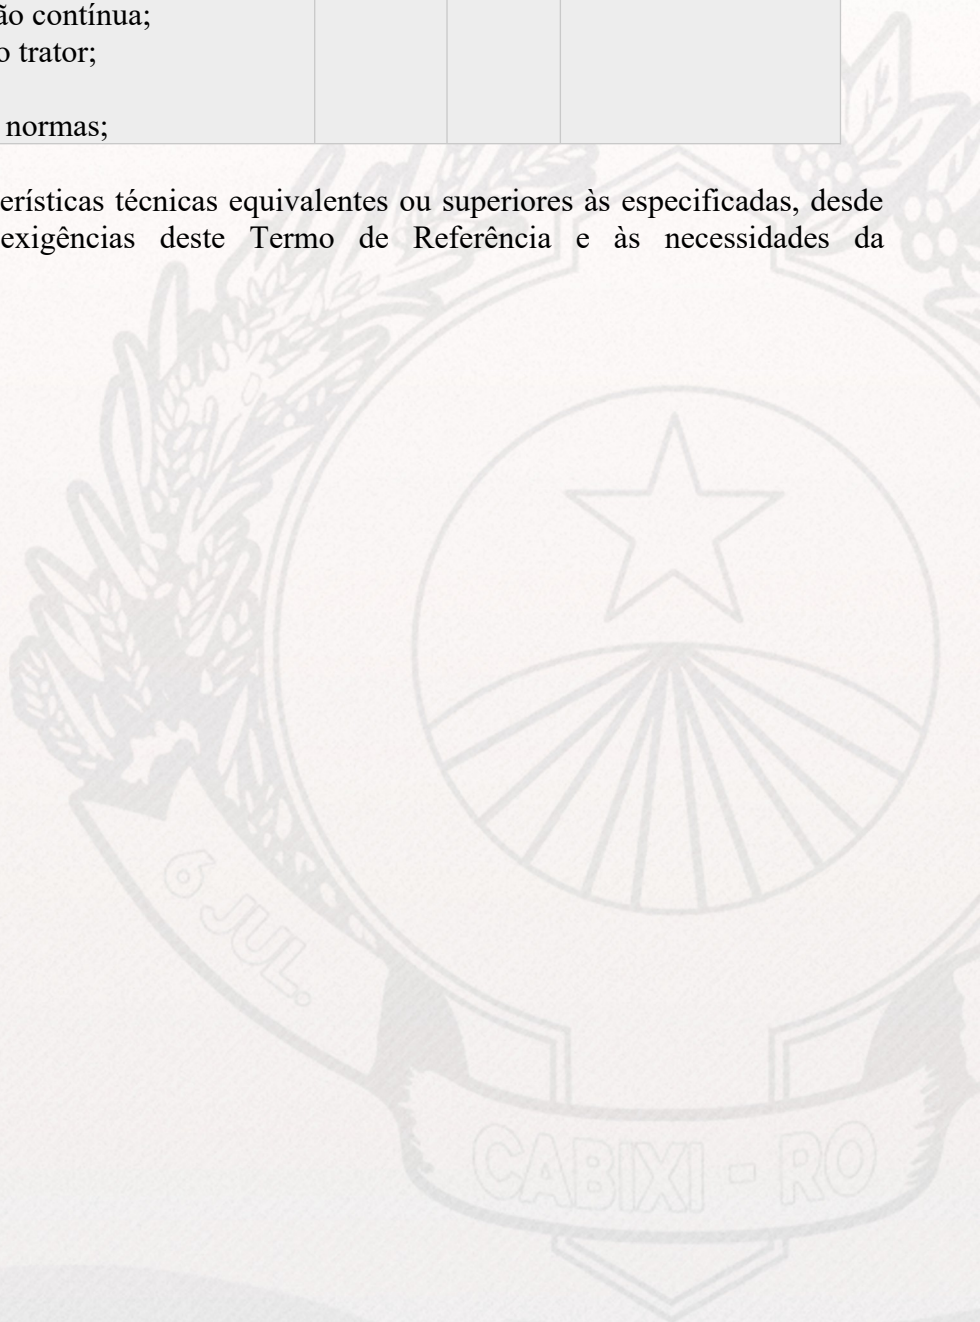 ão contínua;
o trator;
normas;
erísticas técnicas equivalentes ou superiores às especificadas, desde
exigências deste Termo de Referência e às necessidades da
6 JUL.
CABIXI - RO